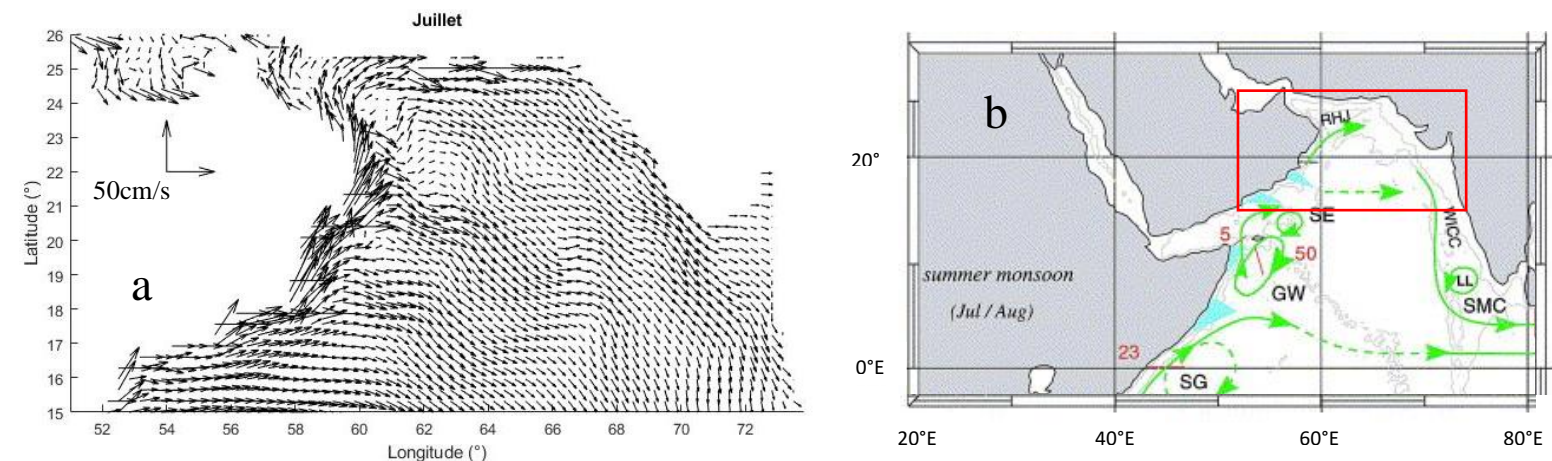 Juillet
26
25
24
23
22
21
20
19
18
17
16
15
Latitude (°)
50cm/s
a
52 54 56 58 60 62 64 66 68 70 72
Longitude (°)
b
RHJ
20°
SE
5
50
WICC
summer monsoon
(Jul / Aug)
GW
LL
SMC
23
SG
0°E
20°E 40°E 60°E 80°E